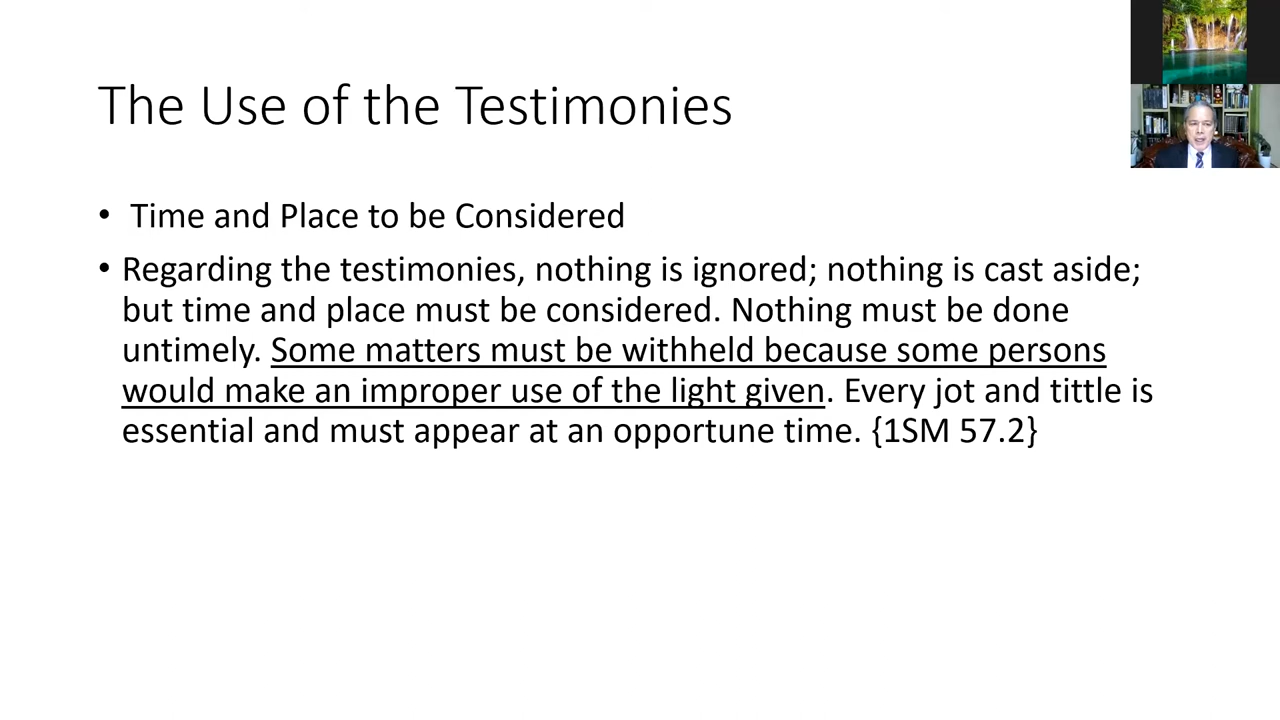 The Use of the Testimonies
• Time and Place to be Considered
• Regarding the testimonies, nothing is ignored; nothing is cast aside;
but time and place must be considered. Nothing must be done
untimely. Some matters must be withheld because some persons
would make an improper use of the light given. Every jot and tittle is
essential and must appear at an opportune time. {1SM 57.2}